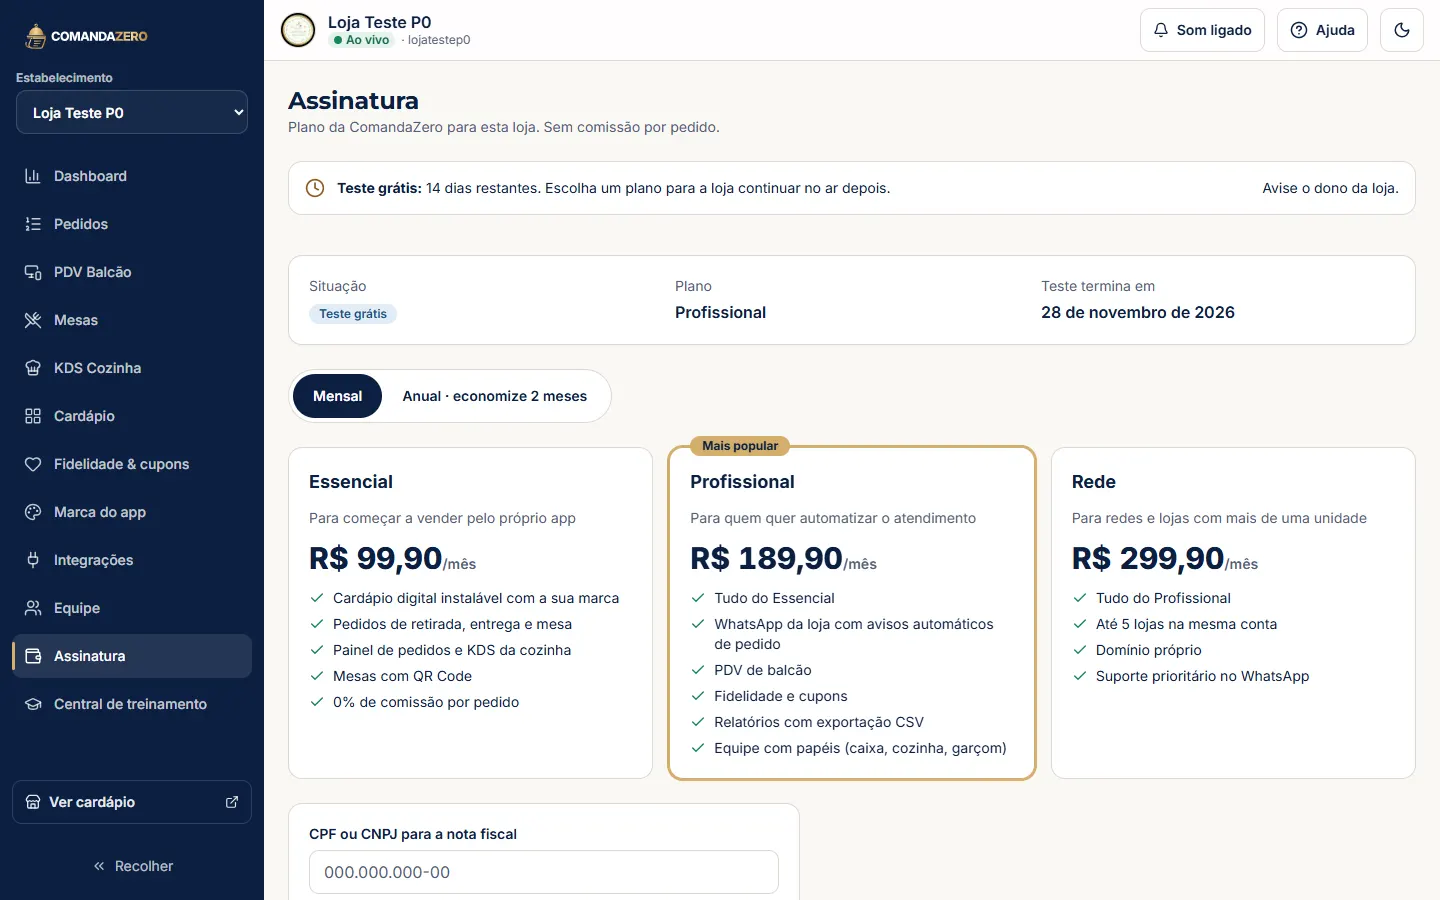 COMANDAZERO
Estabelecimento
Loja Teste P0
Dashboard
Pedidos
PDV Balcão
Mesas
KDS Cozinha
Cardápio
Fidelidade & cupons
Marca do app
Integrações
Equipe
Assinatura
Central de treinamento
Ver cardápio
Recolher
Loja Teste P0
Ao vivo · lojatestep0
Som ligado
Ajuda
Assinatura
Plano da ComandaZero para esta loja. Sem comissão por pedido.
Teste grátis: 14 dias restantes. Escolha um plano para a loja continuar no ar depois.
Avise o dono da loja.
Situação
Teste grátis
Plano
Profissional
Teste termina em
28 de novembro de 2026
Mensal
Anual · economize 2 meses
Essencial
Para começar a vender pelo próprio app
R$ 99,90/mês
Cardápio digital instalável com a sua marca
Pedidos de retirada, entrega e mesa
Painel de pedidos e KDS da cozinha
Mesas com QR Code
0% de comissão por pedido
Mais popular
Profissional
Para quem quer automatizar o atendimento
R$ 189,90/mês
Tudo do Essencial
WhatsApp da loja com avisos automáticos
de pedido
PDV de balcão
Fidelidade e cupons
Relatórios com exportação CSV
Equipe com papéis (caixa, cozinha, garçom)
Rede
Para redes e lojas com mais de uma unidade
R$ 299,90/mês
Tudo do Profissional
Até 5 lojas na mesma conta
Domínio próprio
Suporte prioritário no WhatsApp
CPF ou CNPJ para a nota fiscal
000.000.000-00